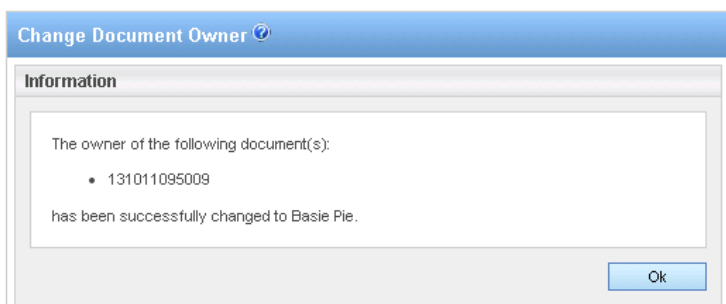 Change Document Owner ?
Information
The owner of the following document(s):
• 131011095009
has been successfully changed to Basie Pie.
Ok